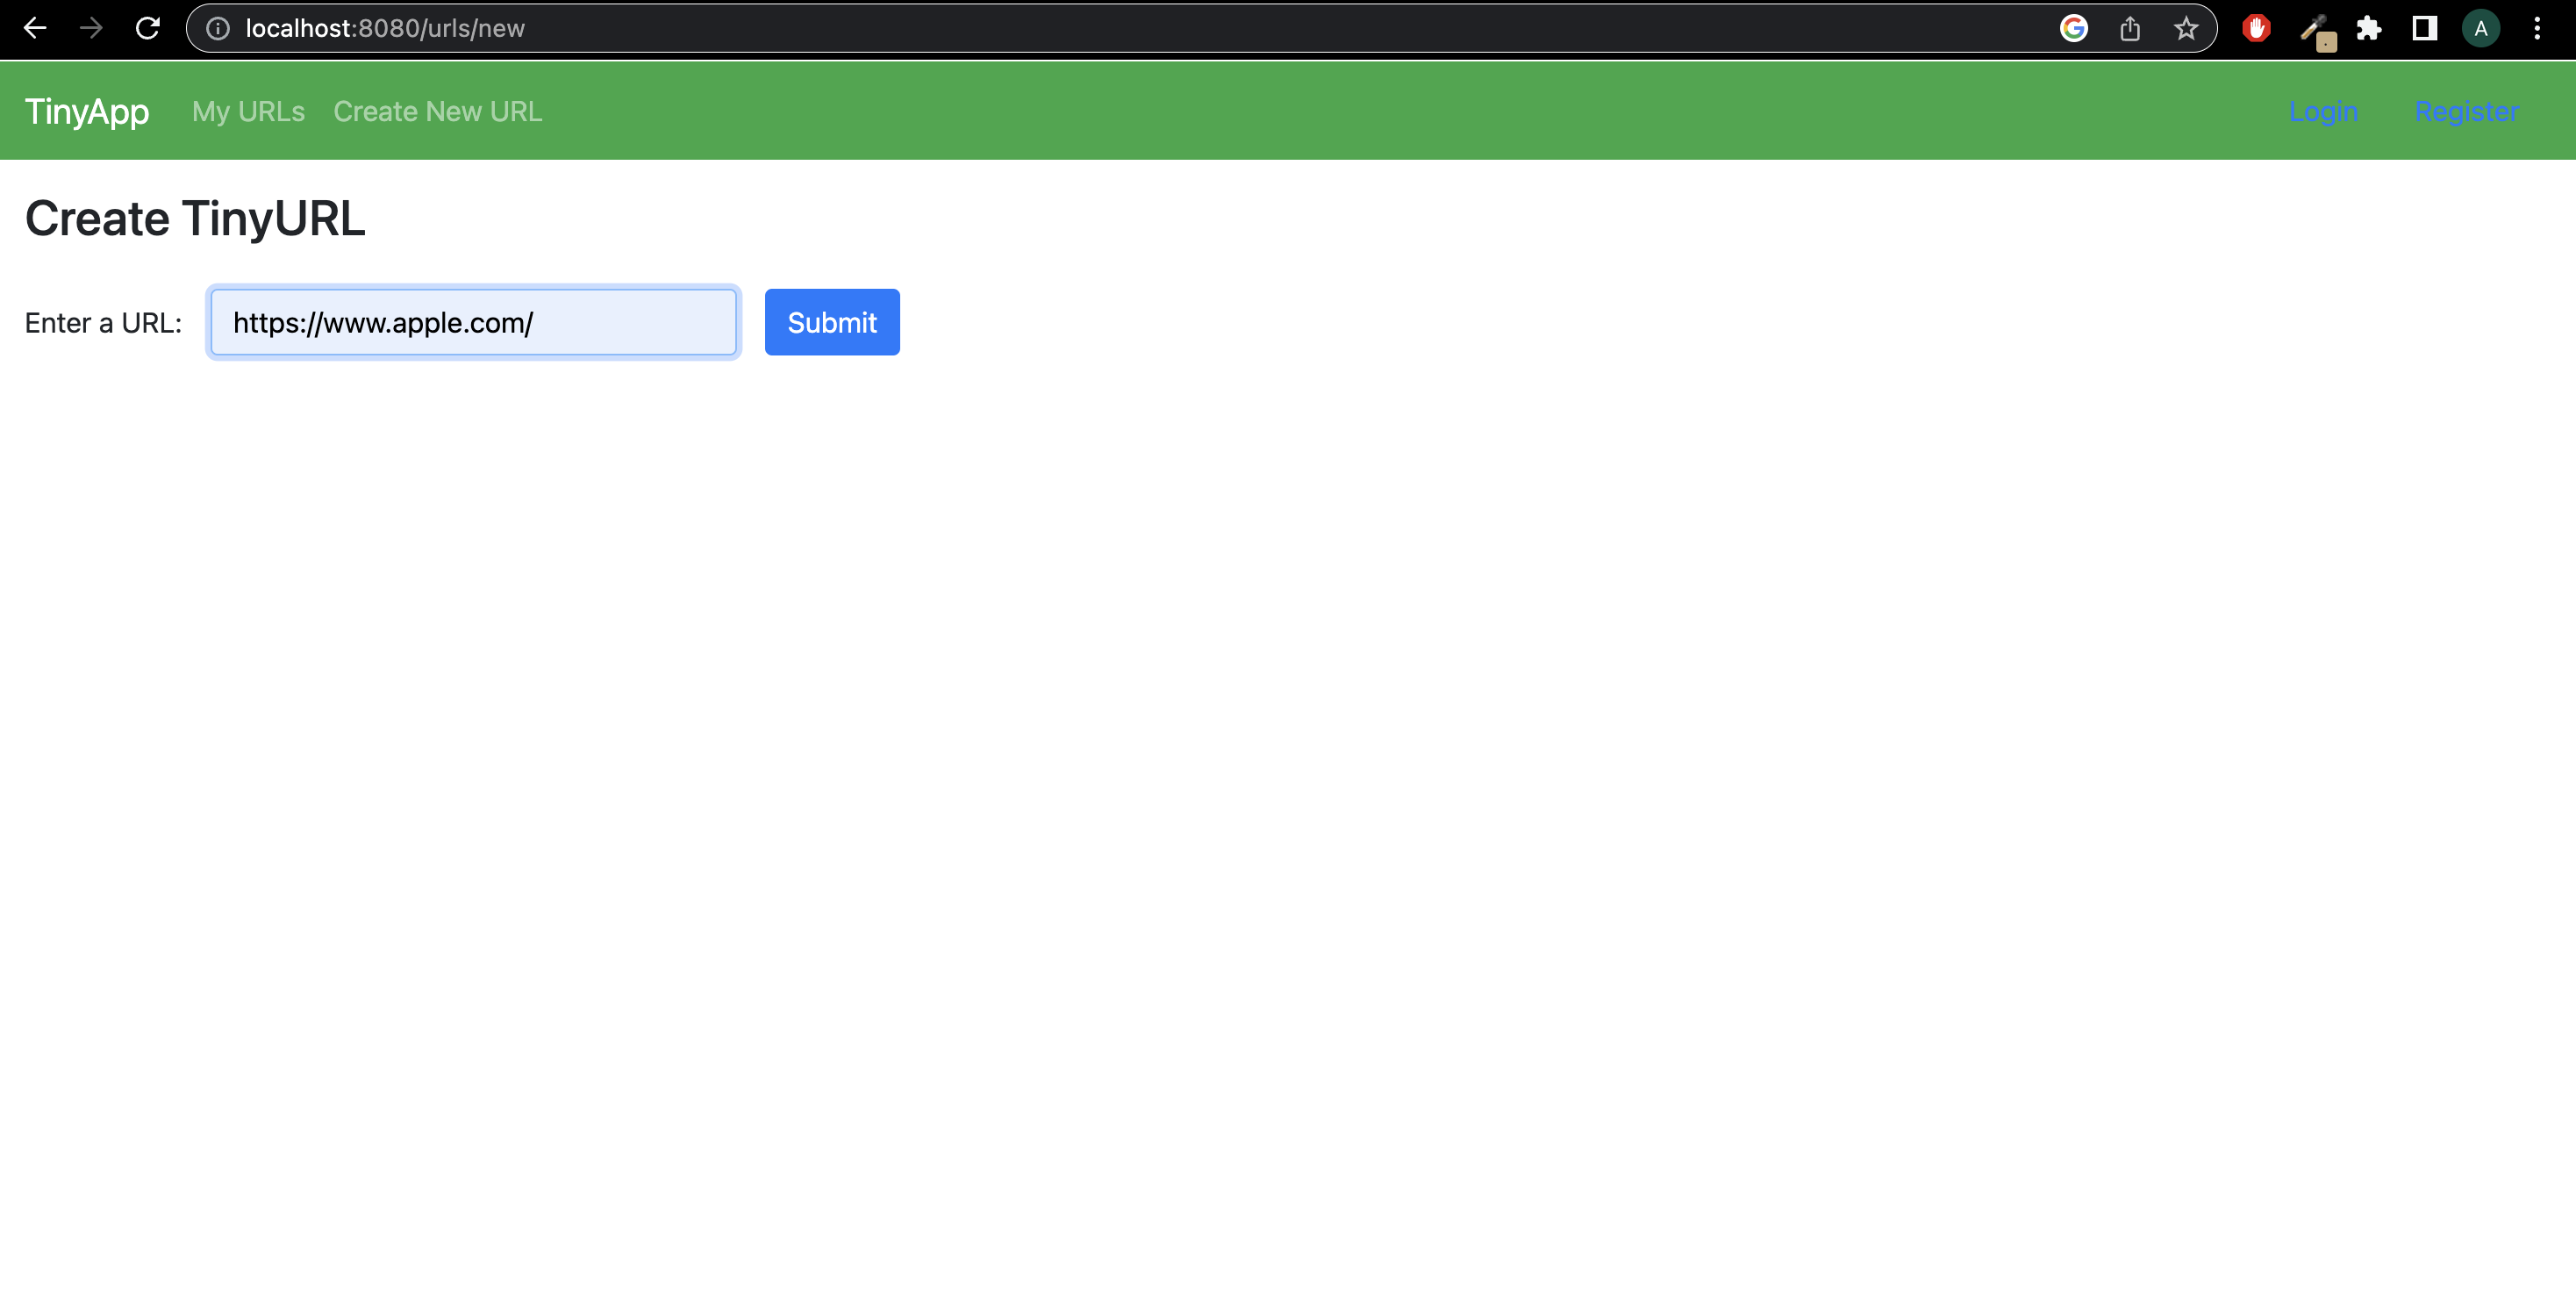 localhost:8080/urls/new
A
TinyApp My URLs Create New URL Login Register
Create TinyURL
Enter a URL: https://www.apple.com/ Submit